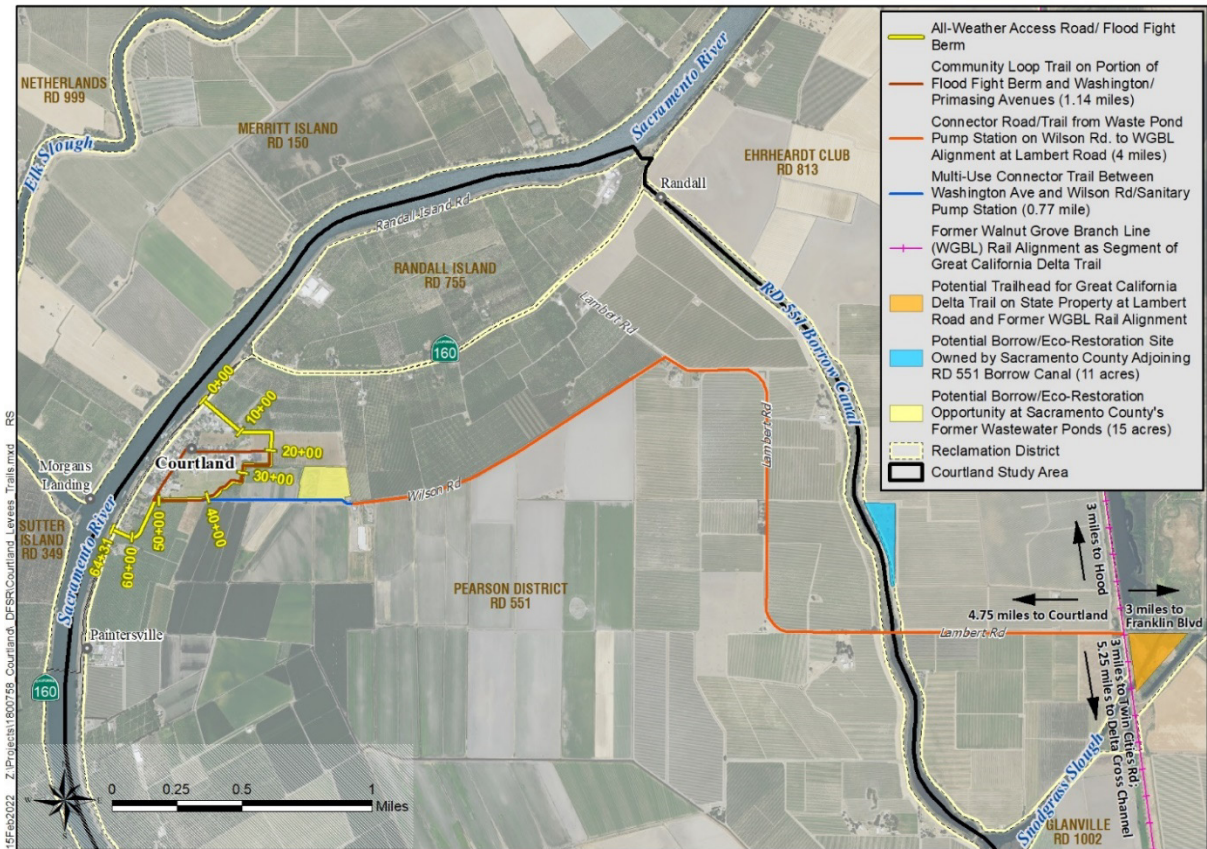 All-Weather Access Road/ Flood Fight
Berm
Community Loop Trail on Portion of
Flood Fight Berm and Washington/
Primasing Avenues (1.14 miles)
Connector Road/Trail from Waste Pond
Pump Station on Wilson Rd. to WGBL
Alignment at Lambert Road (4 miles)
Multi-Use Connector Trail Between
Washington Ave and Wilson Rd/Sanitary
Pump Station (0.77 mile)
Former Walnut Grove Branch Line
(WGBL) Rail Alignment as Segment of
Great California Delta Trail
Potential Trailhead for Great California
Delta Trail on State Property at Lambert
Road and Former WGBL Rail Alignment
Potential Borrow/Eco-Restoration Site
Owned by Sacramento County Adjoining
RD 551 Borrow Canal (11 acres)
Potential Borrow/Eco-Restoration
Opportunity at Sacramento County's
Former Wastewater Ponds (15 acres)
Reclamation District
Courtland Study Area
NETHERLANDS
RD 999
Elk Slough
MERRITT ISLAND
RD 150
Sacramento River
EHRHEARDT CLUB
RD 813
Randall
Randall Island Rd
RANDALL ISLAND
RD 755
Lambert Rd
RD 551 Borrow Canal
160
0+00
10+00
20+00
30+00
40+00
50+00
60+00
64+31
Courtland
Morgans
Landing
SUTTER
ISLAND
RD 349
Sacramento River
Wilson Rd
Lambert Rd
PEARSON DISTRICT
RD 551
Paintersville
160
3 miles to Hood
4.75 miles to Courtland
3 miles to
Franklin Blvd
Lambert Rd
3 miles to Twin Cities Rd;
5.25 miles to Delta Cross Channel
Snodgrass Slough
GLANVILLE
RD 1002
0 0.25 0.5 1
Miles
N
W E
S
15Feb2022 Z:\Projects\1800758_Courtland\_DFSR\Courtland_Levees_Trails.mxd RS